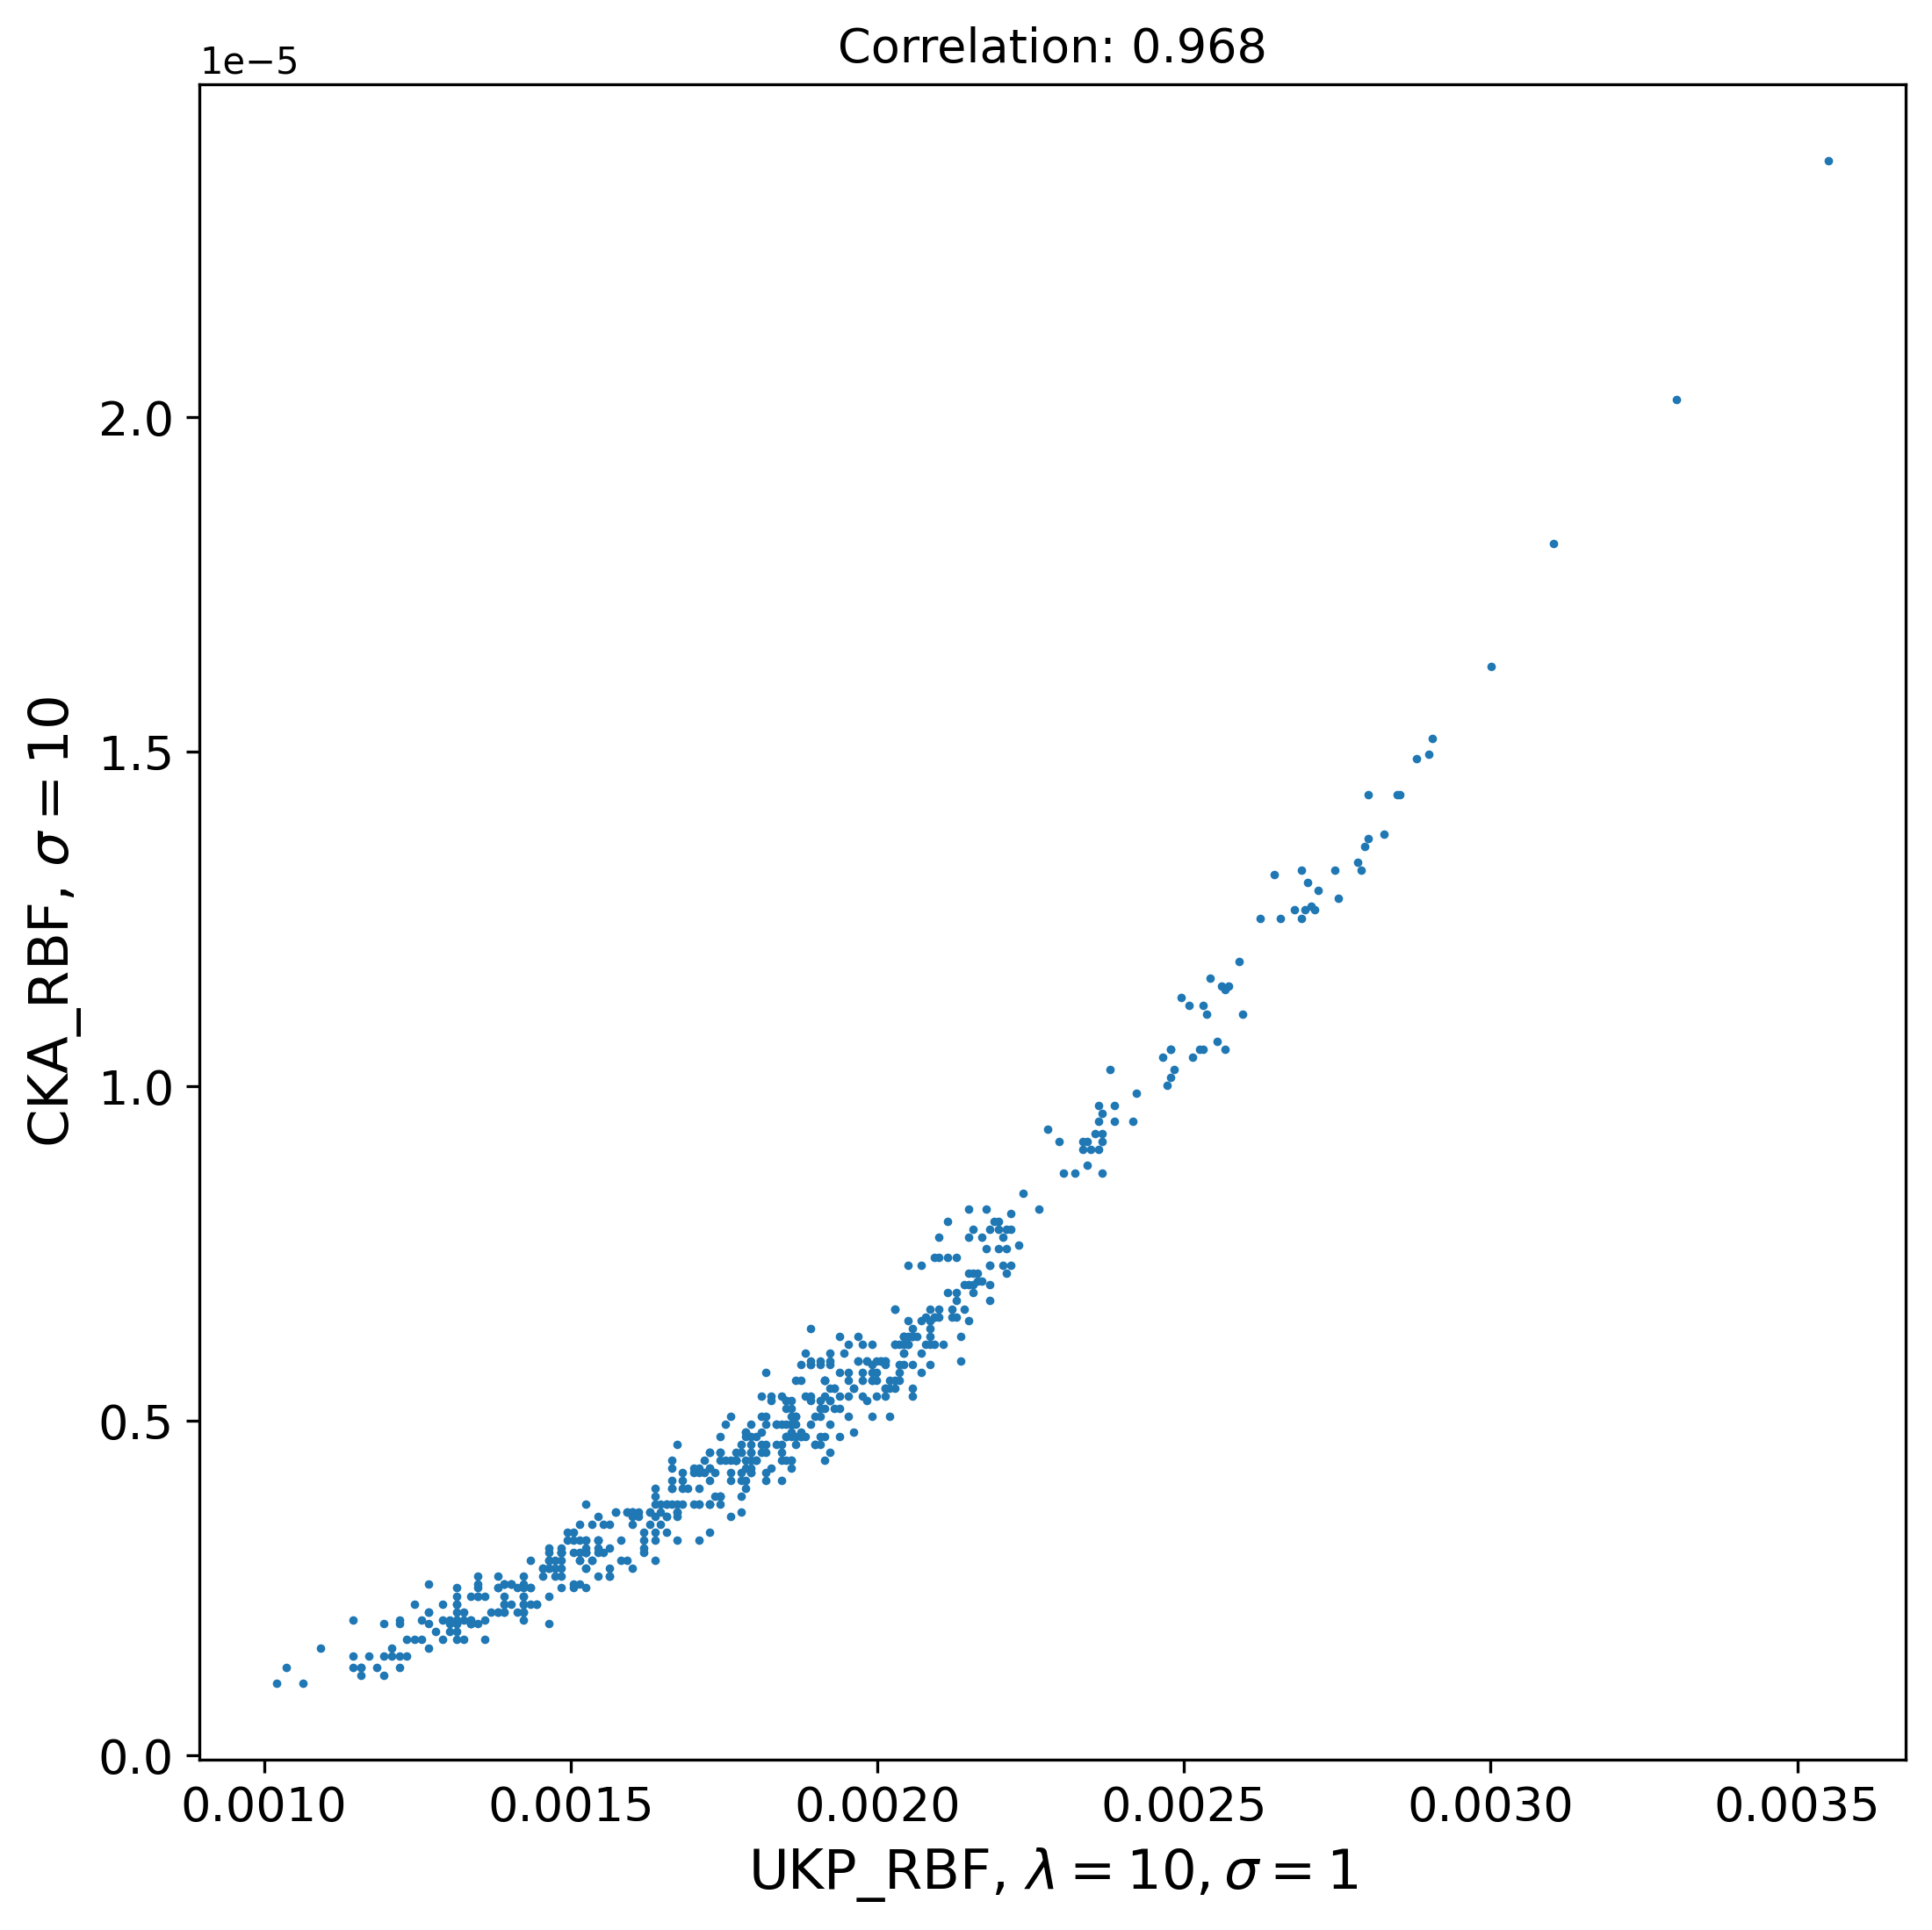 Correlation: 0.968
1e−5
2.0
1.5
1.0
0.5
0.0
CKA_RBF, σ = 10
0.0010 0.0015 0.0020 0.0025 0.0030 0.0035
UKP_RBF, λ = 10, σ = 1